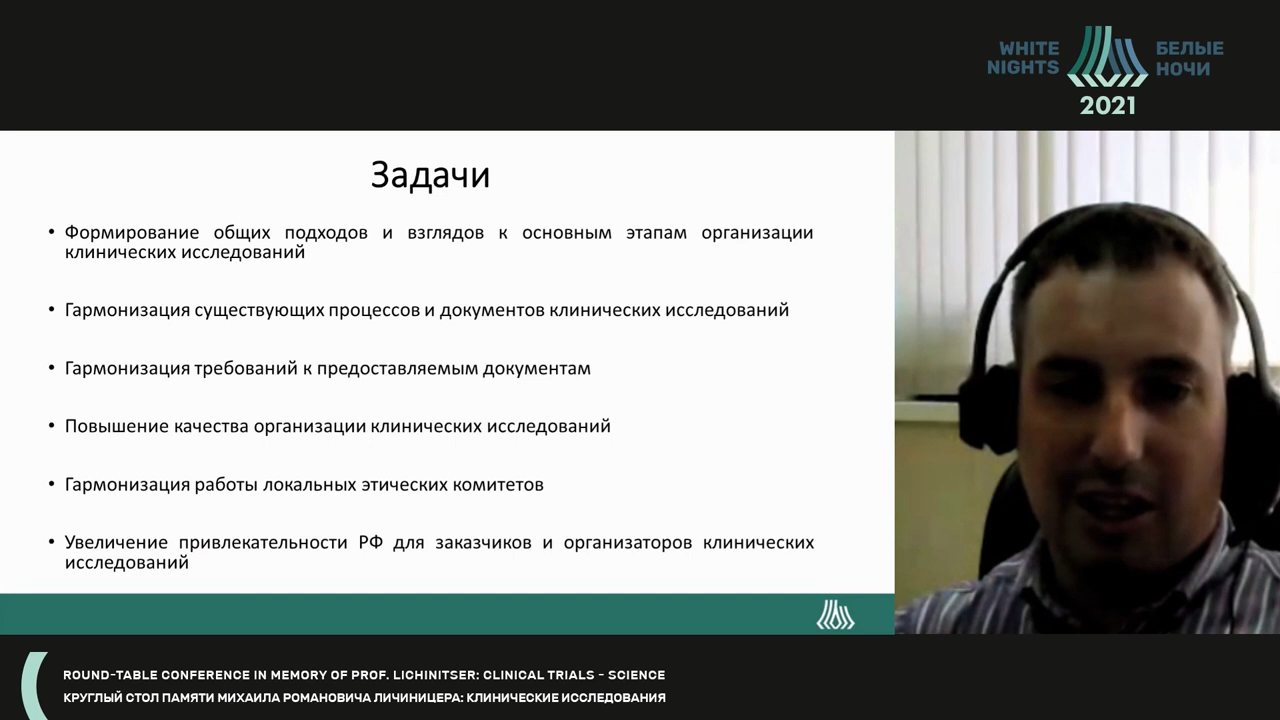 WHITE NIGHTS
БЕЛЫЕ НОЧИ
2021
Задачи
• Формирование общих подходов и взглядов к основным этапам организации
клинических исследований
• Гармонизация существующих процессов и документов клинических исследований
• Гармонизация требований к предоставляемым документам
• Повышение качества организации клинических исследований
• Гармонизация работы локальных этических комитетов
• Увеличение привлекательности РФ для заказчиков и организаторов клинических
исследований
ROUND-TABLE CONFERENCE IN MEMORY OF PROF. LICHINITSER: CLINICAL TRIALS - SCIENCE
КРУГЛЫЙ СТОЛ ПАМЯТИ МИХАИЛА РОМАНОВИЧА ЛИЧИНИЦЕРА: КЛИНИЧЕСКИЕ ИССЛЕДОВАНИЯ